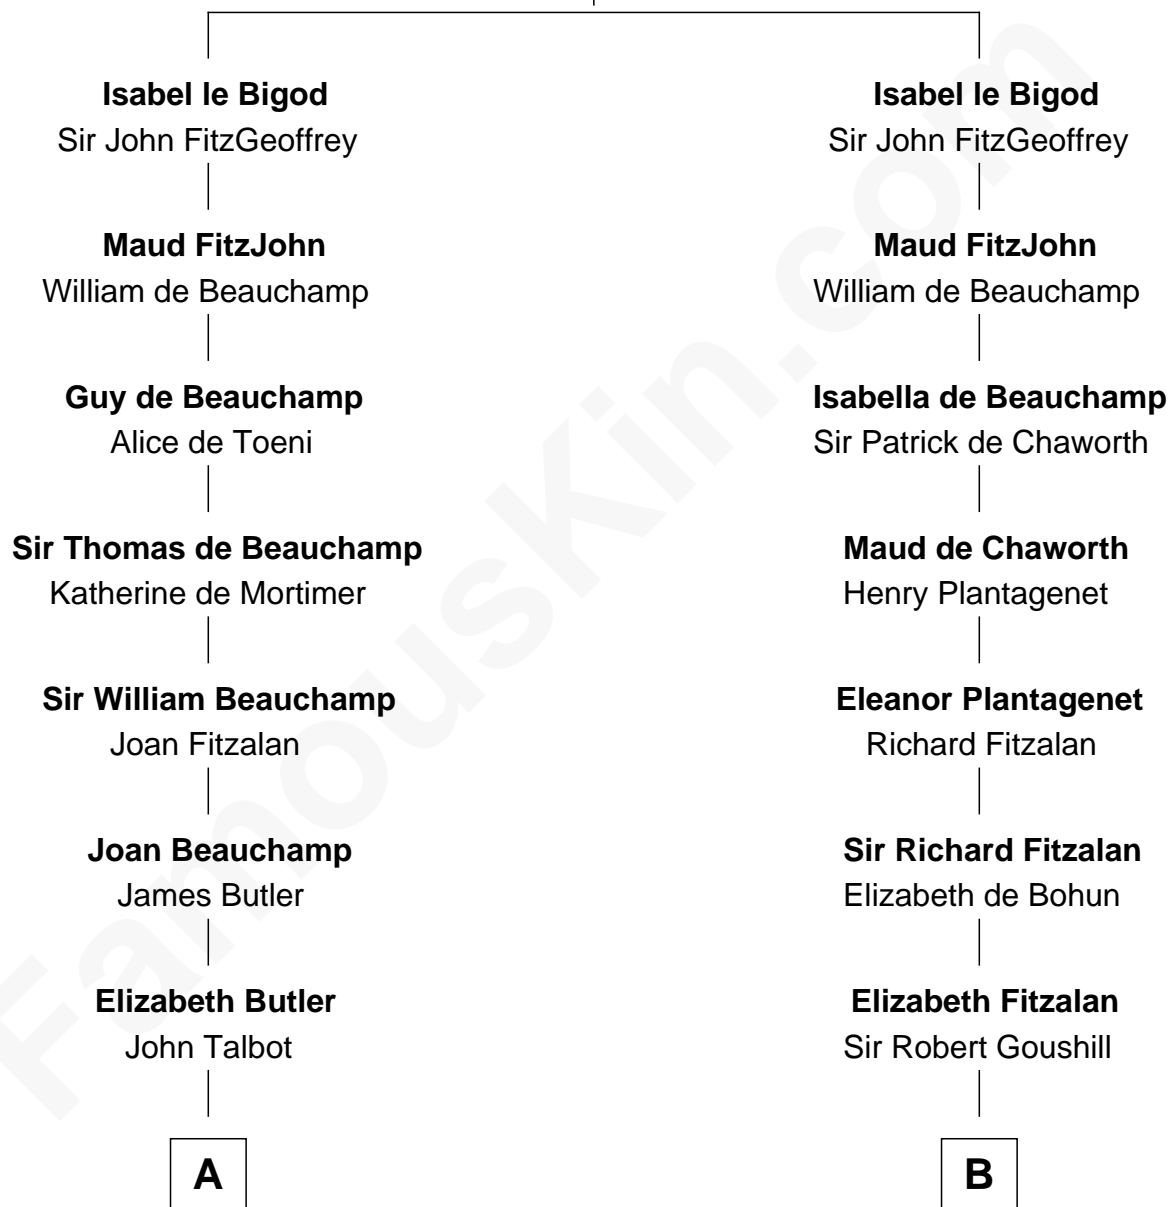 Isabel le Bigod
Sir John FitzGeoffrey
Maud FitzJohn
William de Beauchamp
Guy de Beauchamp
Alice de Toeni
Sir Thomas de Beauchamp
Katherine de Mortimer
Sir William Beauchamp
Joan Fitzalan
Joan Beauchamp
James Butler
Elizabeth Butler
John Talbot
A
Isabel le Bigod
Sir John FitzGeoffrey
Maud FitzJohn
William de Beauchamp
Isabella de Beauchamp
Sir Patrick de Chaworth
Maud de Chaworth
Henry Plantagenet
Eleanor Plantagenet
Richard Fitzalan
Sir Richard Fitzalan
Elizabeth de Bohun
Elizabeth Fitzalan
Sir Robert Goushill
B
FamousKin.com